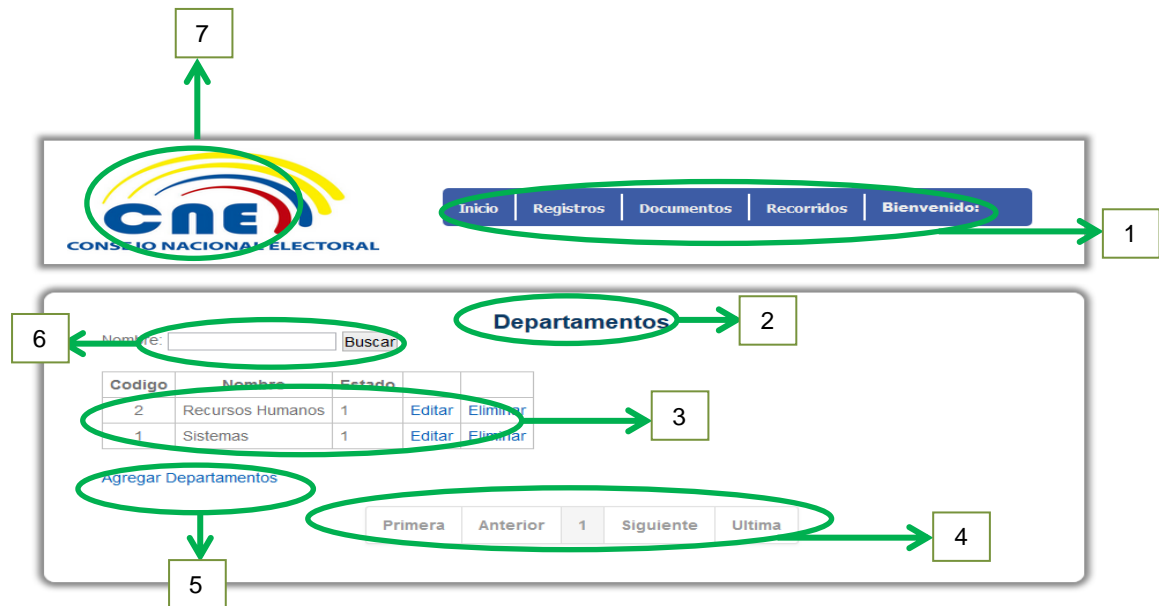 7
CNE
CONSEJO NACIONAL ELECTORAL
Inicio Registros Documentos Recorridos Bienvenido:
1
Departamentos
2
6
Nombre: Buscar
Codigo Nombre Estado
2 Recursos Humanos 1 Editar Eliminar
1 Sistemas 1 Editar Eliminar
3
Agregar Departamentos
Primera Anterior 1 Siguiente Ultima
4
5